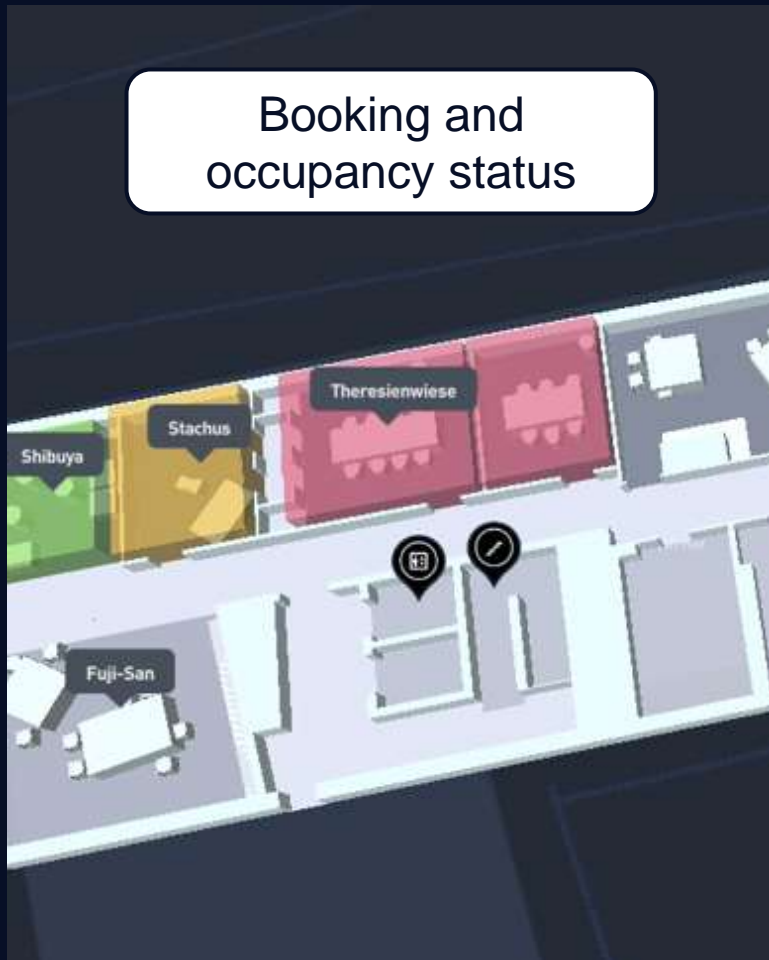 Booking and
occupancy status
Theresienwiese
Stachus
Shibuya
Fuji-San